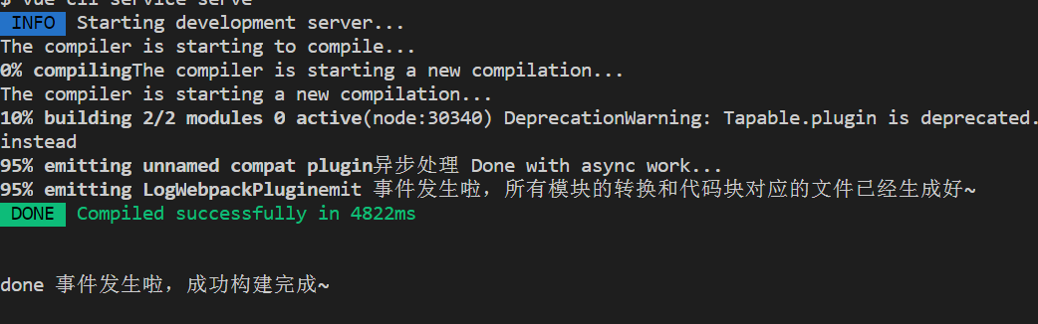 $ vue-cli-service serve
INFO Starting development server...
The compiler is starting to compile...
0% compilingThe compiler is starting a new compilation...
The compiler is starting a new compilation...
10% building 2/2 modules 0 active(node:30340) DeprecationWarning: Tapable.plugin is deprecated.
instead
95% emitting unnamed compat plugin异步处理 Done with async work...
95% emitting LogWebpackPluginemit 事件发生啦，所有模块的转换和代码块对应的文件已经生成好~
DONE Compiled successfully in 4822ms
done 事件发生啦，成功构建完成~